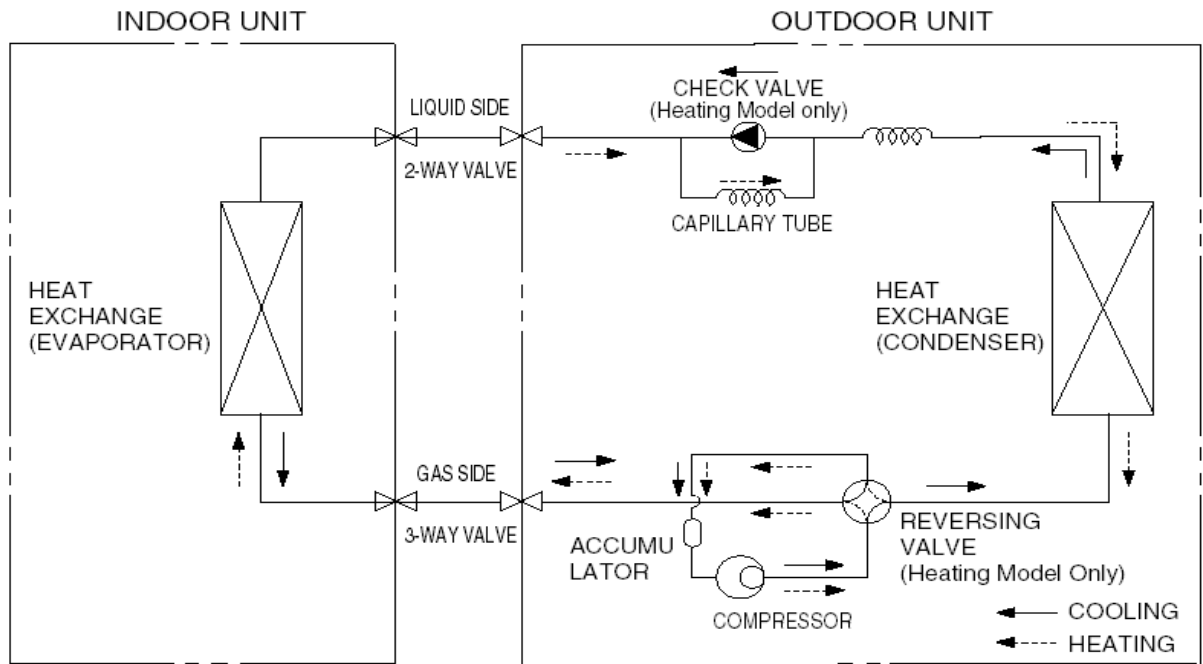 INDOOR UNIT
OUTDOOR UNIT
CHECK VALVE
(Heating Model only)
LIQUID SIDE
2-WAY VALVE
CAPILLARY TUBE
HEAT
EXCHANGE
(EVAPORATOR)
HEAT
EXCHANGE
(CONDENSER)
GAS SIDE
3-WAY VALVE
ACCUMU
LATOR
COMPRESSOR
REVERSING
VALVE
(Heating Model Only)
COOLING
HEATING